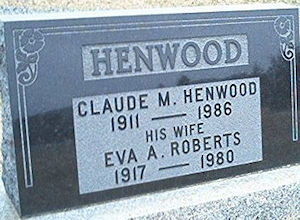 HENWOOD
CLAUDE M. HENWOOD
1911 — 1986
HIS WIFE
EVA A. ROBERTS
1917 — 1980